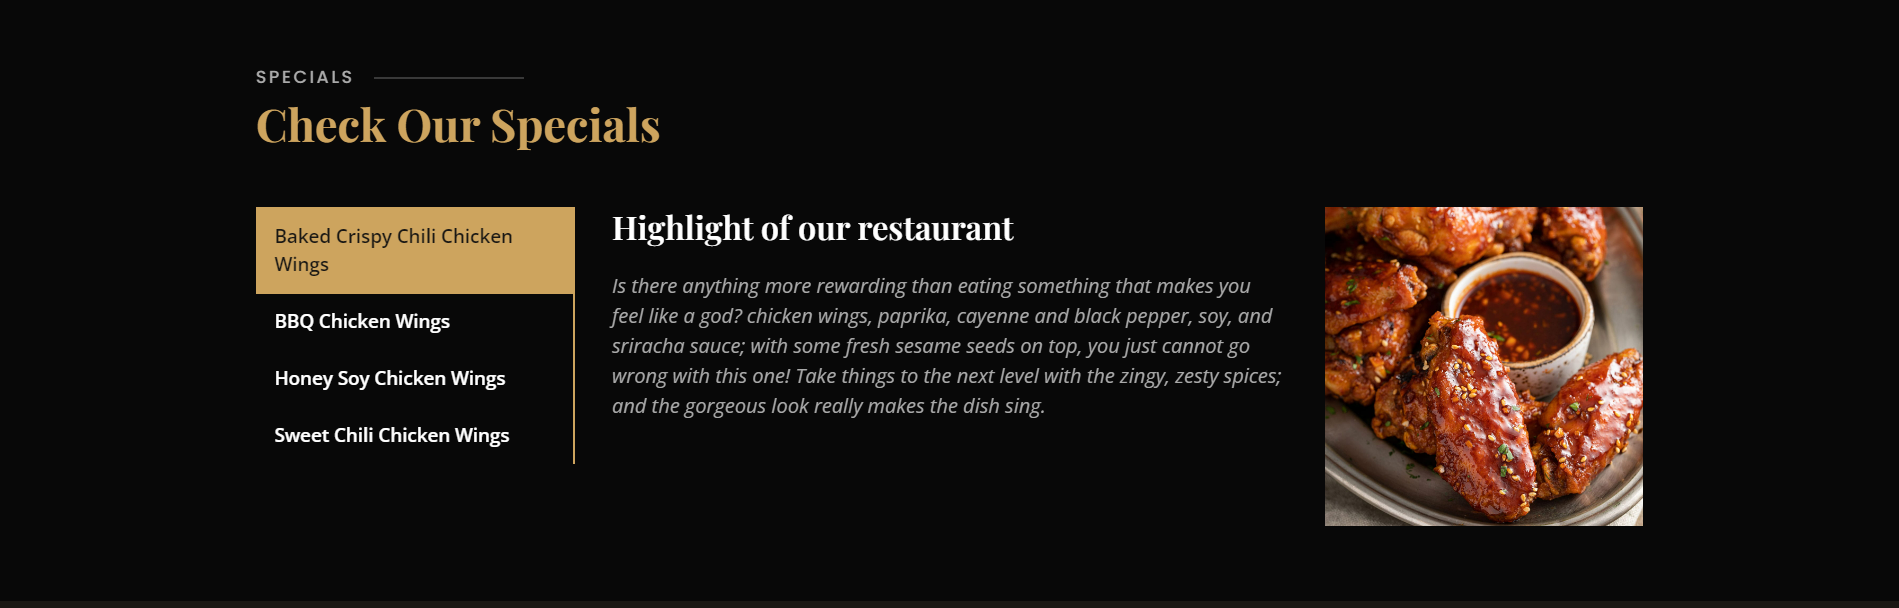 SPECIALS
Check Our Specials
Baked Crispy Chili Chicken
Wings
BBQ Chicken Wings
Honey Soy Chicken Wings
Sweet Chili Chicken Wings
Highlight of our restaurant
Is there anything more rewarding than eating something that makes you
feel like a god? chicken wings, paprika, cayenne and black pepper, soy, and
sriracha sauce; with some fresh sesame seeds on top, you just cannot go
wrong with this one! Take things to the next level with the zingy, zesty spices;
and the gorgeous look really makes the dish sing.